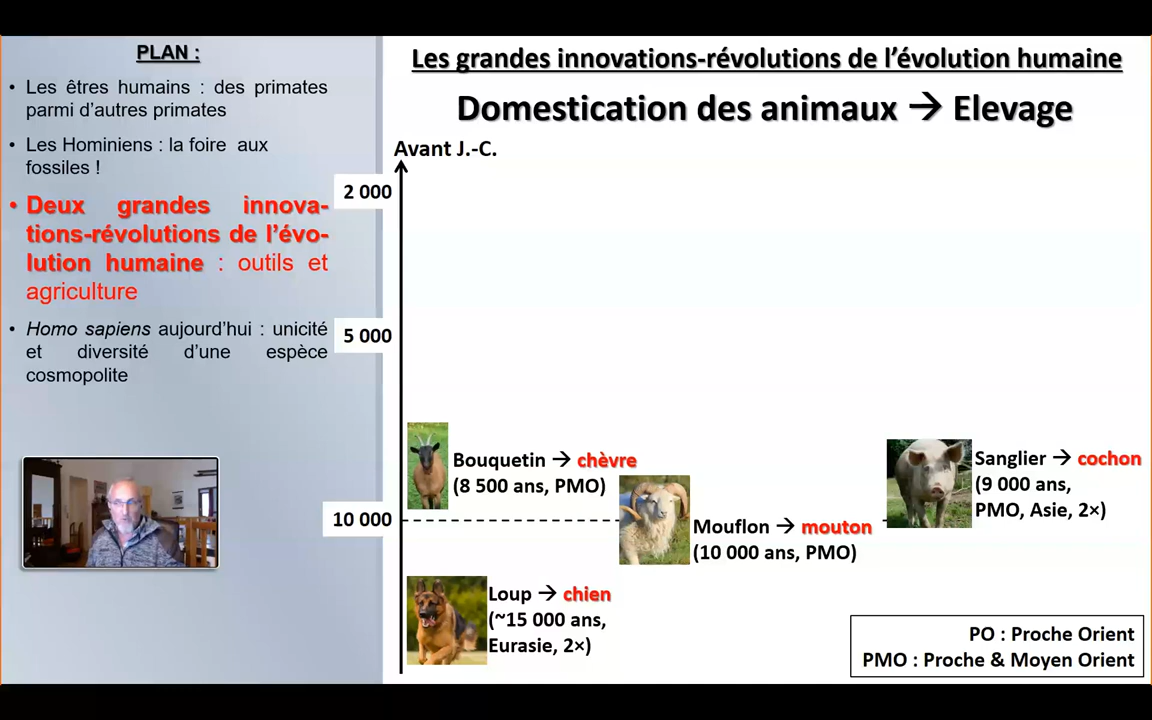 PLAN :
• Les êtres humains : des primates
parmi d'autres primates
• Les Hominiens : la foire aux
fossiles !
• Deux grandes innova-
tions-révolutions de l'évo-
lution humaine : outils et
agriculture
• Homo sapiens aujourd'hui : unicité
et diversité d'une espèce
cosmopolite
Les grandes innovations-révolutions de l'évolution humaine
Domestication des animaux → Elevage
Avant J.-C.
2 000
5 000
10 000
Bouquetin → chèvre
(8 500 ans, PMO)
Mouflon → mouton
(10 000 ans, PMO)
Sanglier → cochon
(9 000 ans,
PMO, Asie, 2×)
Loup → chien
(~15 000 ans,
Eurasie, 2×)
PO : Proche Orient
PMO : Proche & Moyen Orient